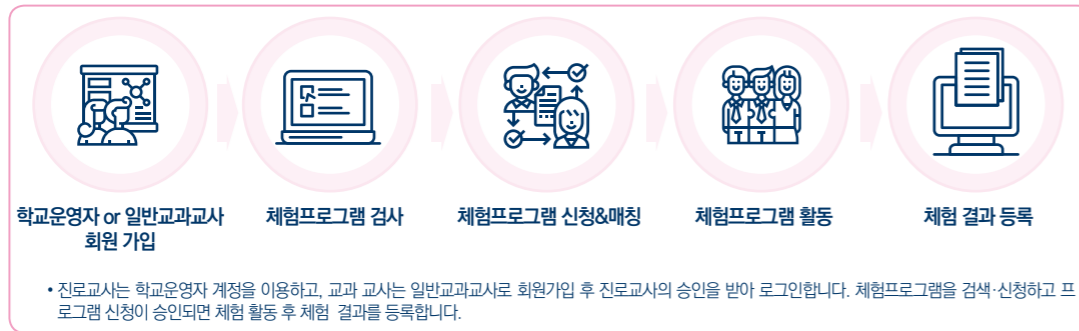 학교운영자 or 일반교과교사
회원 가입
체험프로그램 검사
체험프로그램 신청&매칭
체험프로그램 활동
체험 결과 등록
• 진로교사는 학교운영자 계정을 이용하고, 교과 교사는 일반교과교사로 회원가입 후 진로교사의 승인을 받아 로그인합니다. 체험프로그램을 검색·신청하고 프
로그램 신청이 승인되면 체험 활동 후 체험 결과를 등록합니다.